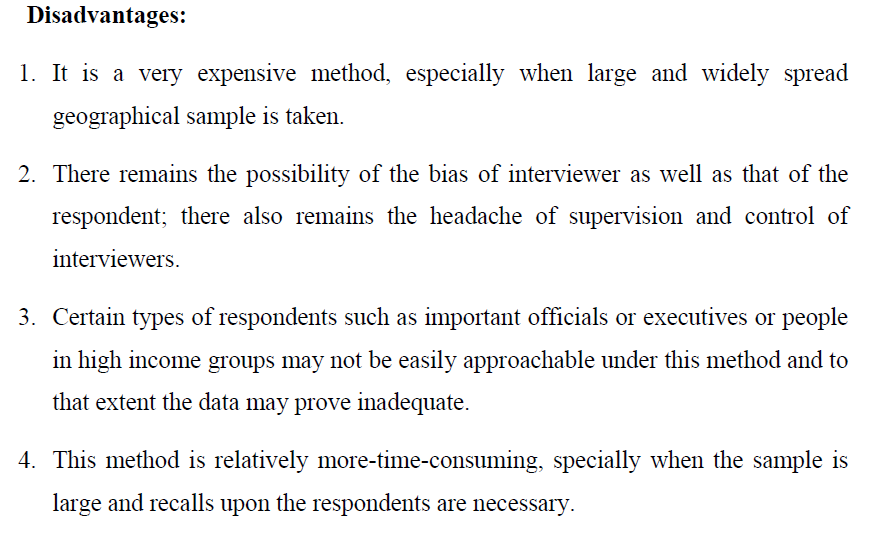 Disadvantages:
1. It is a very expensive method, especially when large and widely spread
geographical sample is taken.
2. There remains the possibility of the bias of interviewer as well as that of the
respondent; there also remains the headache of supervision and control of
interviewers.
3. Certain types of respondents such as important officials or executives or people
in high income groups may not be easily approachable under this method and to
that extent the data may prove inadequate.
4. This method is relatively more-time-consuming, specially when the sample is
large and recalls upon the respondents are necessary.